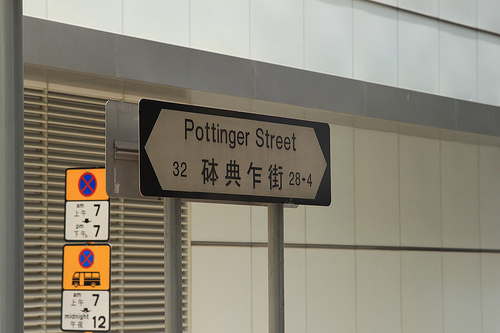 Pottinger Street
32 砵典乍街 28→4
am
上午 7
pm
下午 7
am
上午 7
midnight
午夜 12